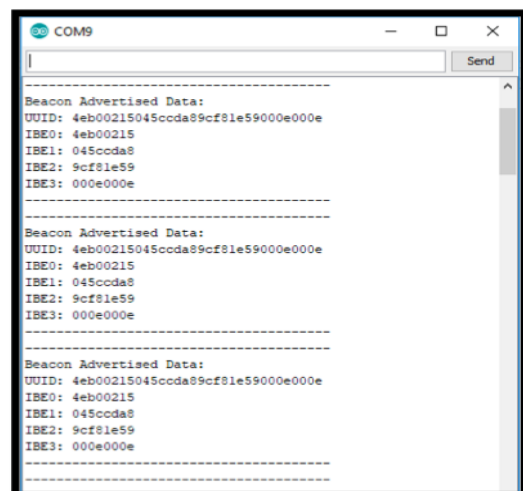 COM9
Send
---------------------------------------
Beacon Advertised Data:
UUID: 4eb00215045ccda89cf81e59000e000e
IBE0: 4eb00215
IBE1: 045ccda8
IBE2: 9cf81e59
IBE3: 000e000e
---------------------------------------
---------------------------------------
Beacon Advertised Data:
UUID: 4eb00215045ccda89cf81e59000e000e
IBE0: 4eb00215
IBE1: 045ccda8
IBE2: 9cf81e59
IBE3: 000e000e
---------------------------------------
---------------------------------------
Beacon Advertised Data:
UUID: 4eb00215045ccda89cf81e59000e000e
IBE0: 4eb00215
IBE1: 045ccda8
IBE2: 9cf81e59
IBE3: 000e000e
---------------------------------------
---------------------------------------